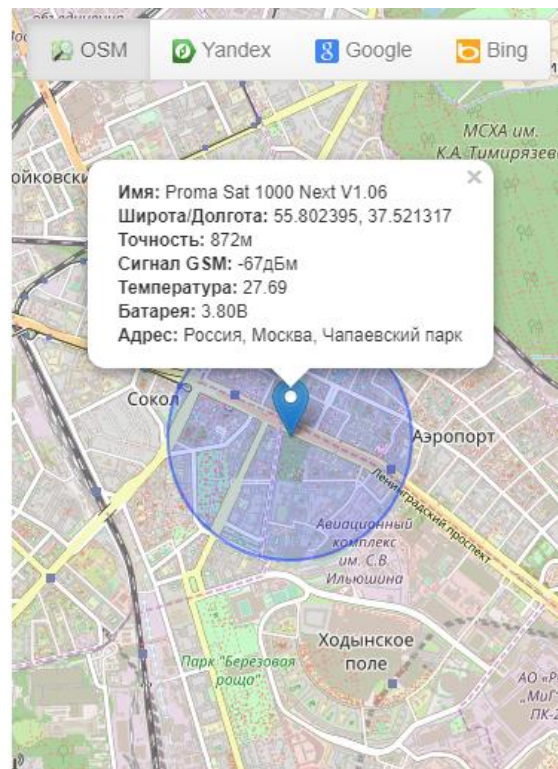 OSM
Yandex
Google
Bing
МСХА им.
К.А. Тимирязев
ойковски
×
Имя: Proma Sat 1000 Next V1.06
Широта/Долгота: 55.802395, 37.521317
Точность: 872м
Сигнал GSM: -67дБм
Температура: 27.69
Батарея: 3.80В
Адрес: Россия, Москва, Чапаевский парк
Сокол
Аэропорт
Ленинградский проспект
Авиационный
комплекс
им. С.В.
Ильюшина
Ходынское
поле
Парк "Березовая
роща"
АО «Р
„МиГ
ПК-2